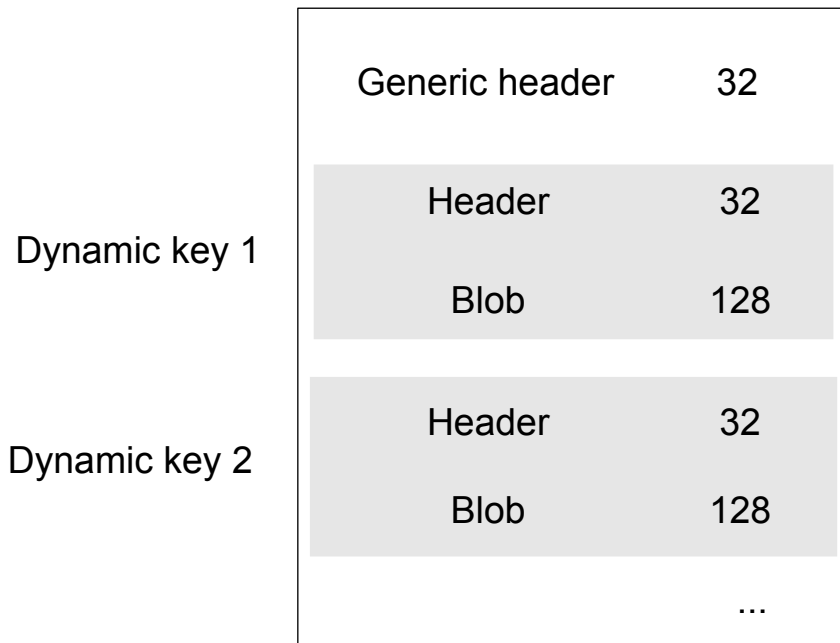 Generic header 32
Header 32
Dynamic key 1
Blob 128
Header 32
Dynamic key 2
Blob 128
...